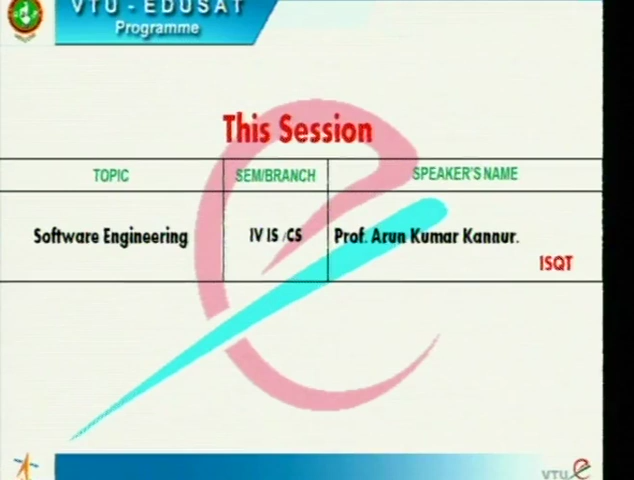 VTU - EDUSAT
Programme
This Session
TOPIC SEM/BRANCH SPEAKER'S NAME
Software Engineering IV IS /CS Prof. Arun Kumar Kannur.
ISQT
VTU e